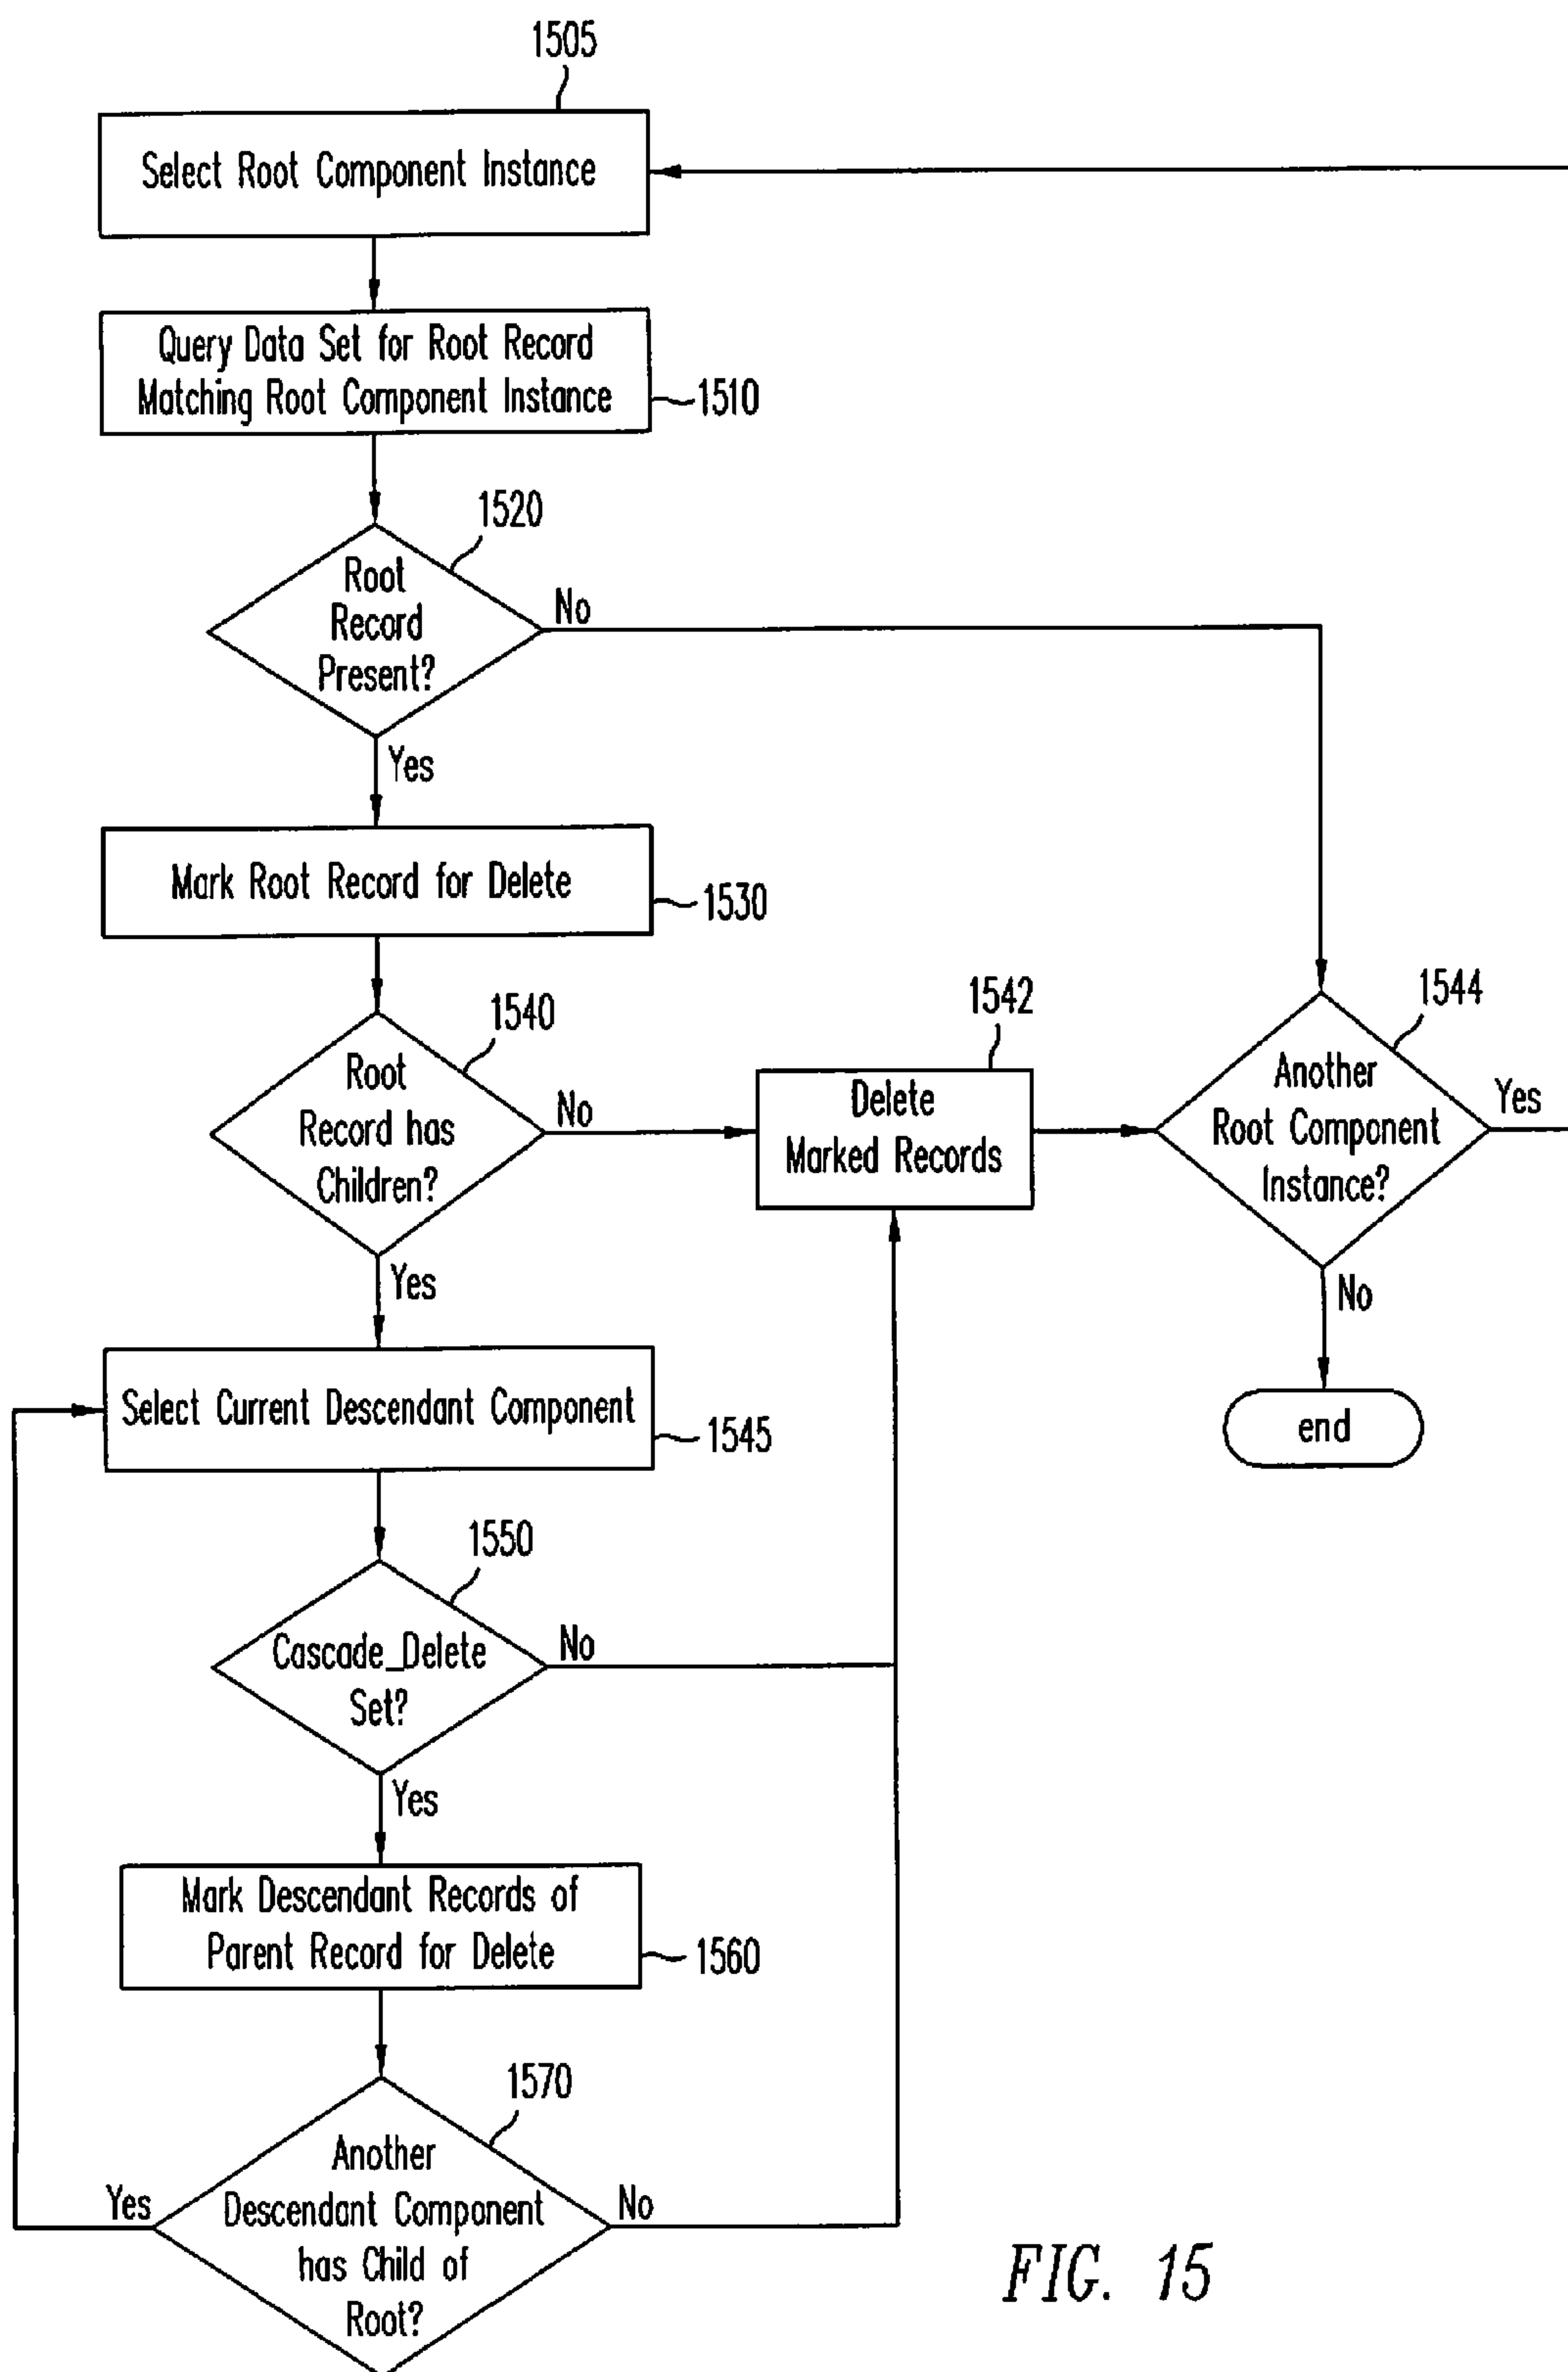 1505
Select Root Component Instance
Query Data Set for Root Record
Matching Root Component Instance
1510
1520
Root
Record
Present?
No
Yes
Mark Root Record for Delete
1530
1540
Root
Record has
Children?
No
1542
Delete
Marked Records
1544
Another
Root Component
Instance?
Yes
No
end
Yes
Select Current Descendant Component
1545
1550
Cascade_Delete
Set?
No
Yes
Mark Descendant Records of
Parent Record for Delete
1560
1570
Another
Descendant Component
has Child of
Root?
Yes
No
FIG. 15